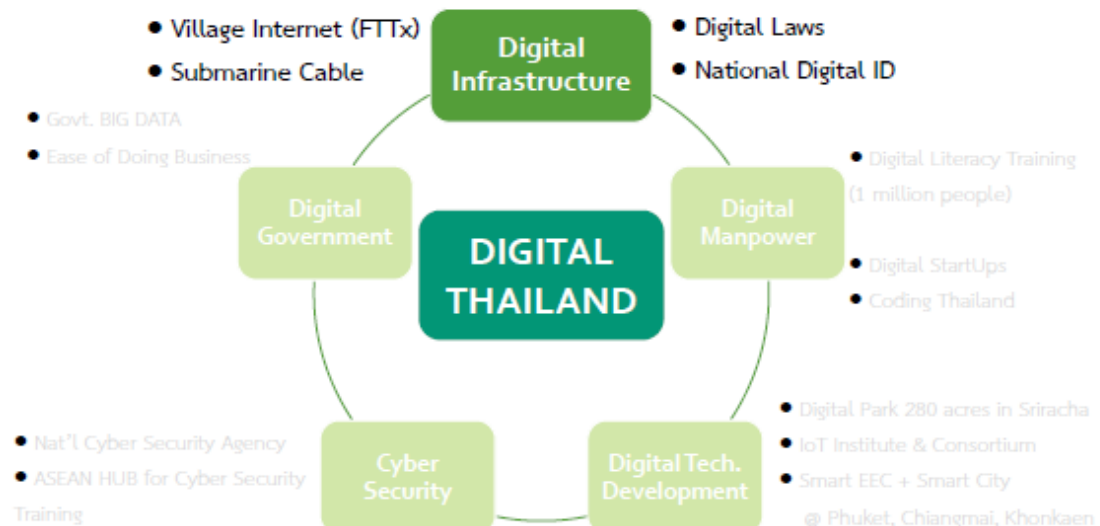 • Village Internet (FTTx)
• Submarine Cable
Digital
Infrastructure
• Digital Laws
• National Digital ID
• Govt. BIG DATA
• Ease of Doing Business
Digital
Government
DIGITAL
THAILAND
Digital
Manpower
• Digital Literacy Training
(1 million people)
• Digital StartUps
• Coding Thailand
• Nat'l Cyber Security Agency
• ASEAN HUB for Cyber Security
Training
Cyber
Security
Digital Tech.
Development
• Digital Park 280 acres in Sriracha
• IoT Institute & Consortium
• Smart EEC + Smart City
@ Phuket, Chiangmai, Khonkaen